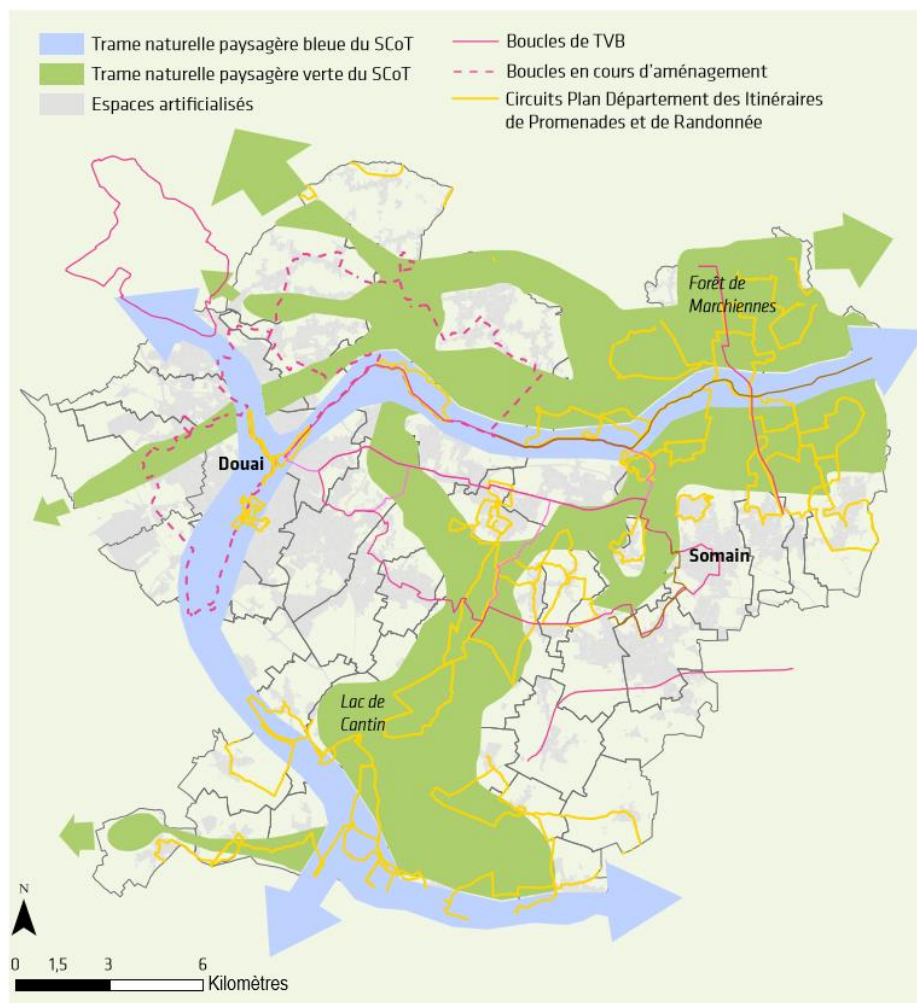 Trame naturelle paysagère bleue du SCoT
Trame naturelle paysagère verte du SCoT
Espaces artificialisés
Boucles de TVB
Boucles en cours d'aménagement
Circuits Plan Département des Itinéraires
de Promenades et de Randonnée
Forêt de
Marchiennes
Douai
Somain
Lac de
Cantin
N
0 1,5 3 6
Kilomètres